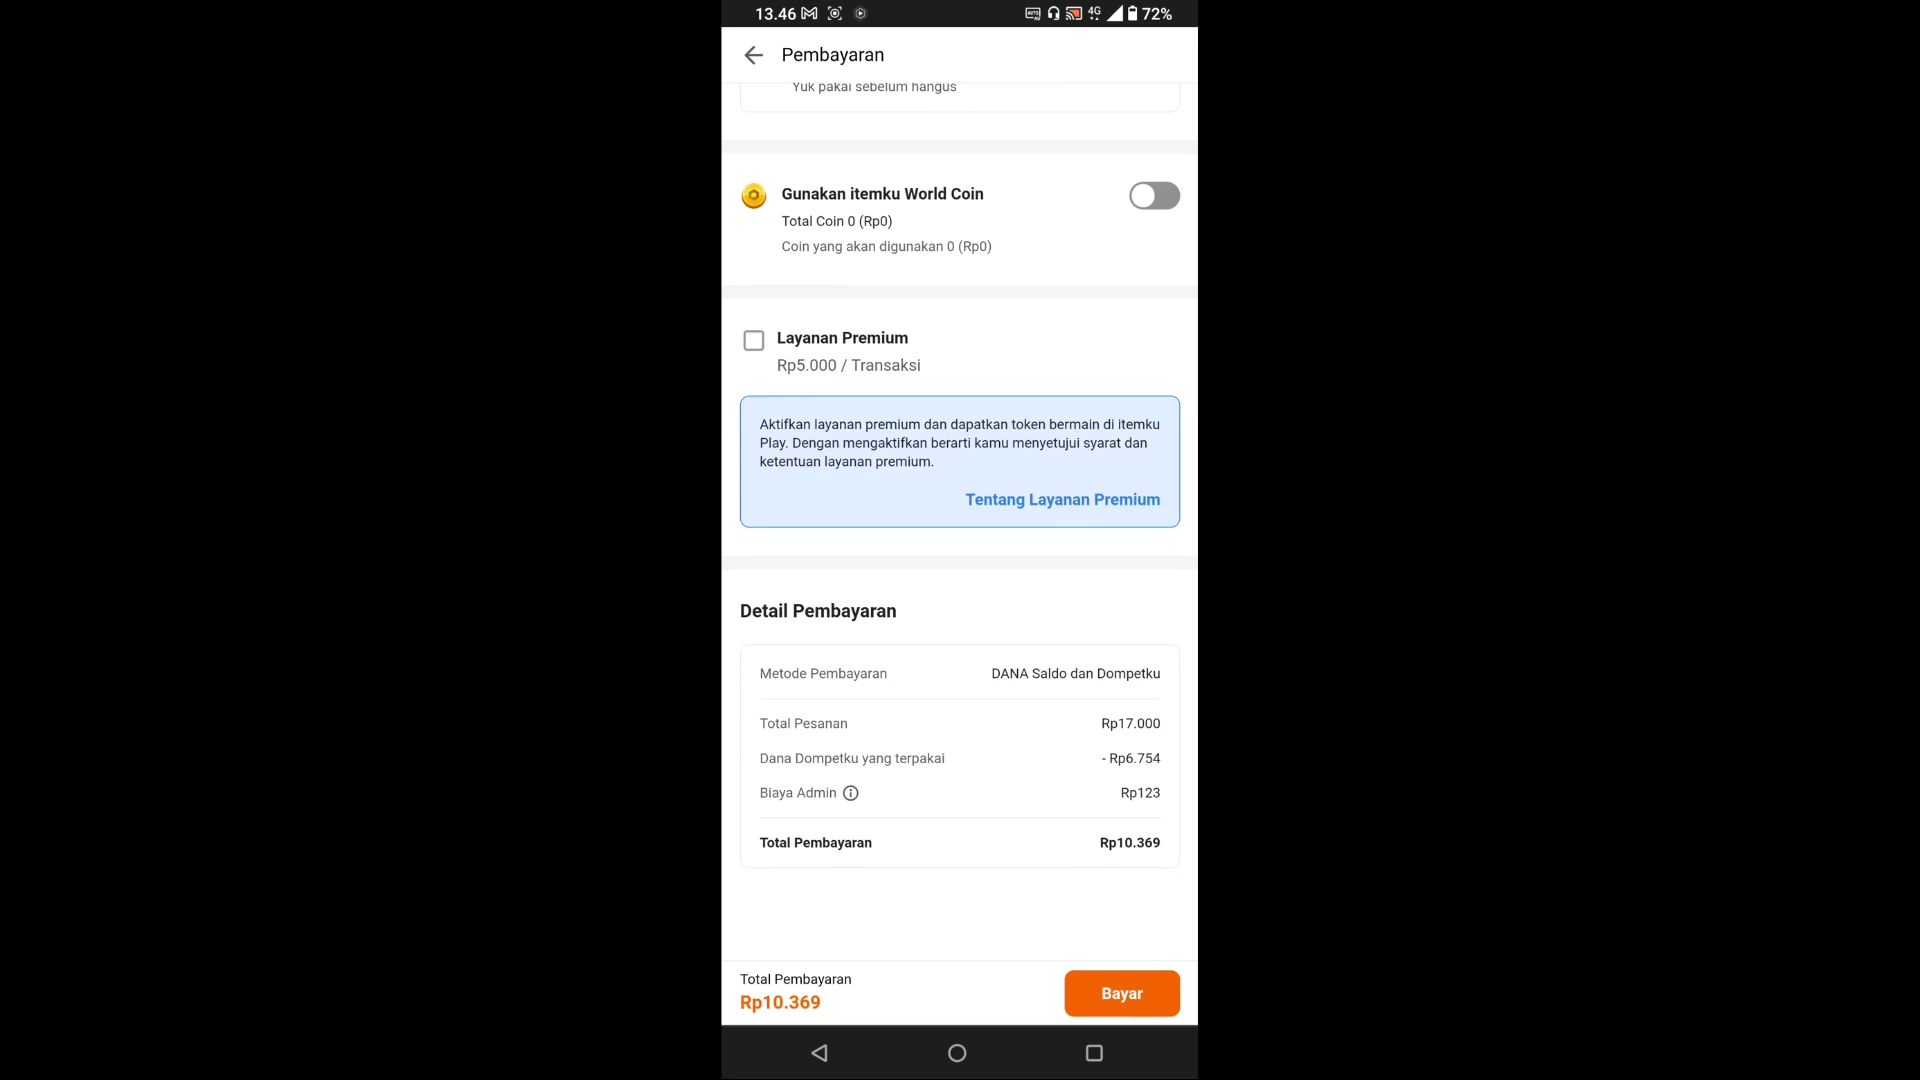 13.46
4G
72%
Pembayaran
Yuk pakai sebelum hangus
Gunakan itemku World Coin
Total Coin 0 (Rp0)
Coin yang akan digunakan 0 (Rp0)
Layanan Premium
Rp5.000 / Transaksi
Aktifkan layanan premium dan dapatkan token bermain di itemku
Play. Dengan mengaktifkan berarti kamu menyetujui syarat dan
ketentuan layanan premium.
Tentang Layanan Premium
Detail Pembayaran
Metode Pembayaran DANA Saldo dan Dompetku
Total Pesanan Rp17.000
Dana Dompetku yang terpakai - Rp6.754
Biaya Admin Rp123
Total Pembayaran Rp10.369
Total Pembayaran
Rp10.369
Bayar